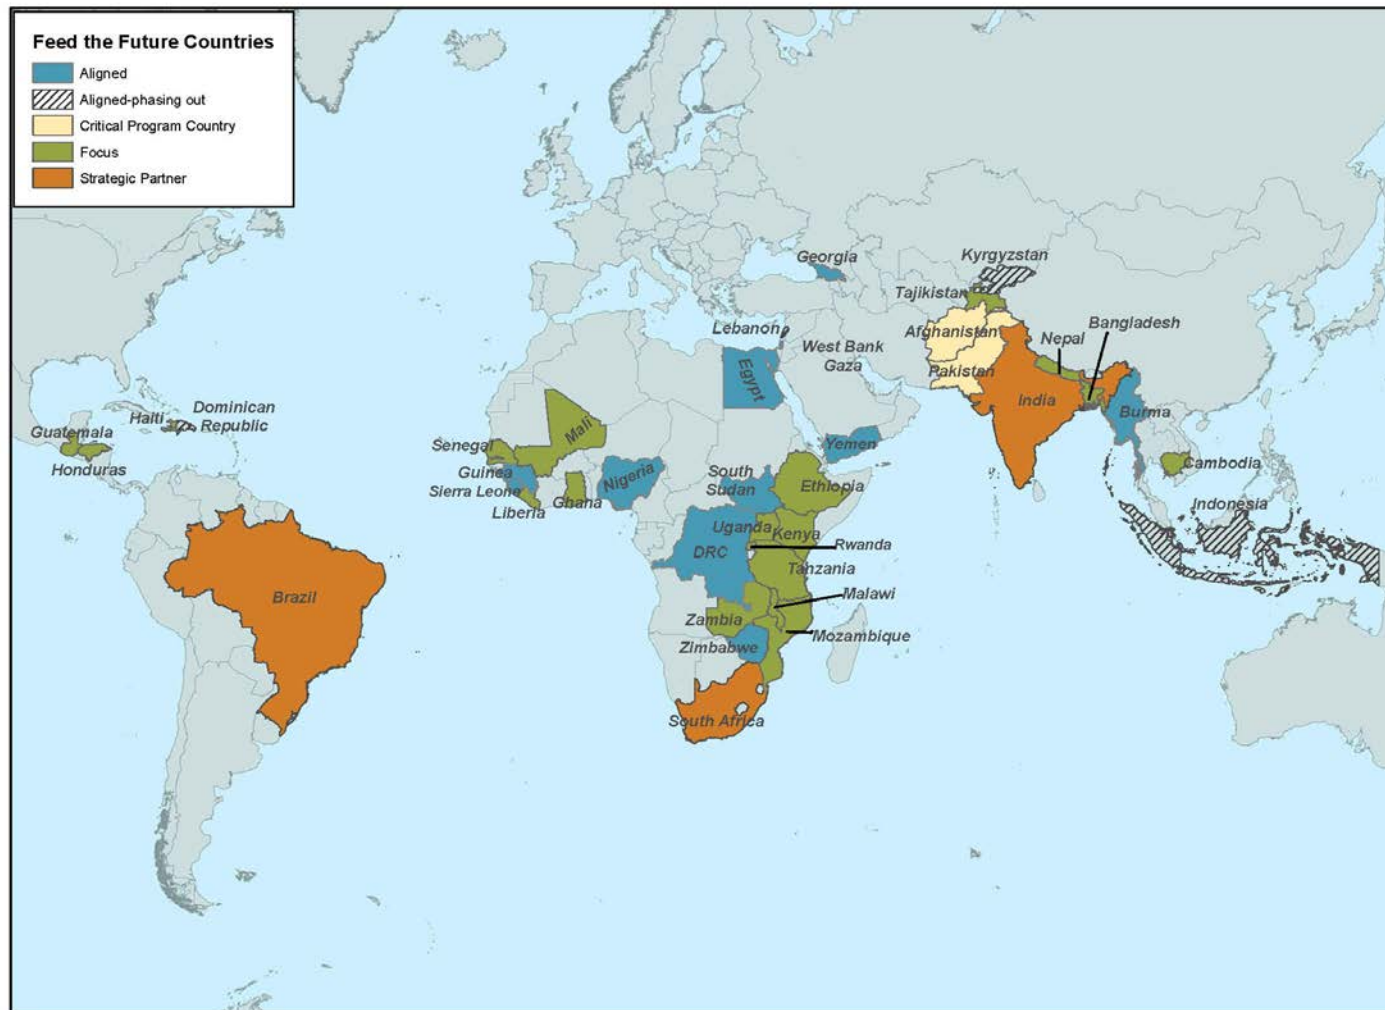 Feed the Future Countries
Aligned
Aligned-phasing out
Critical Program Country
Focus
Strategic Partner
Georgia
Kyrgyzstan
Tajikistan
Lebanon
West Bank
Gaza
Afghanistan
Bangladesh
Nepal
Pakistan
Egypt
India
Burma
Haiti
Dominican
Republic
Guatemala
Honduras
Mali
Senegal
Guinea
Sierra Leone
Liberia
Ghana
Nigeria
South
Sudan
Yemen
Ethiopia
Cambodia
Indonesia
Uganda
Kenya
DRC
Rwanda
Tanzania
Brazil
Malawi
Zambia
Mozambique
Zimbabwe
South Africa